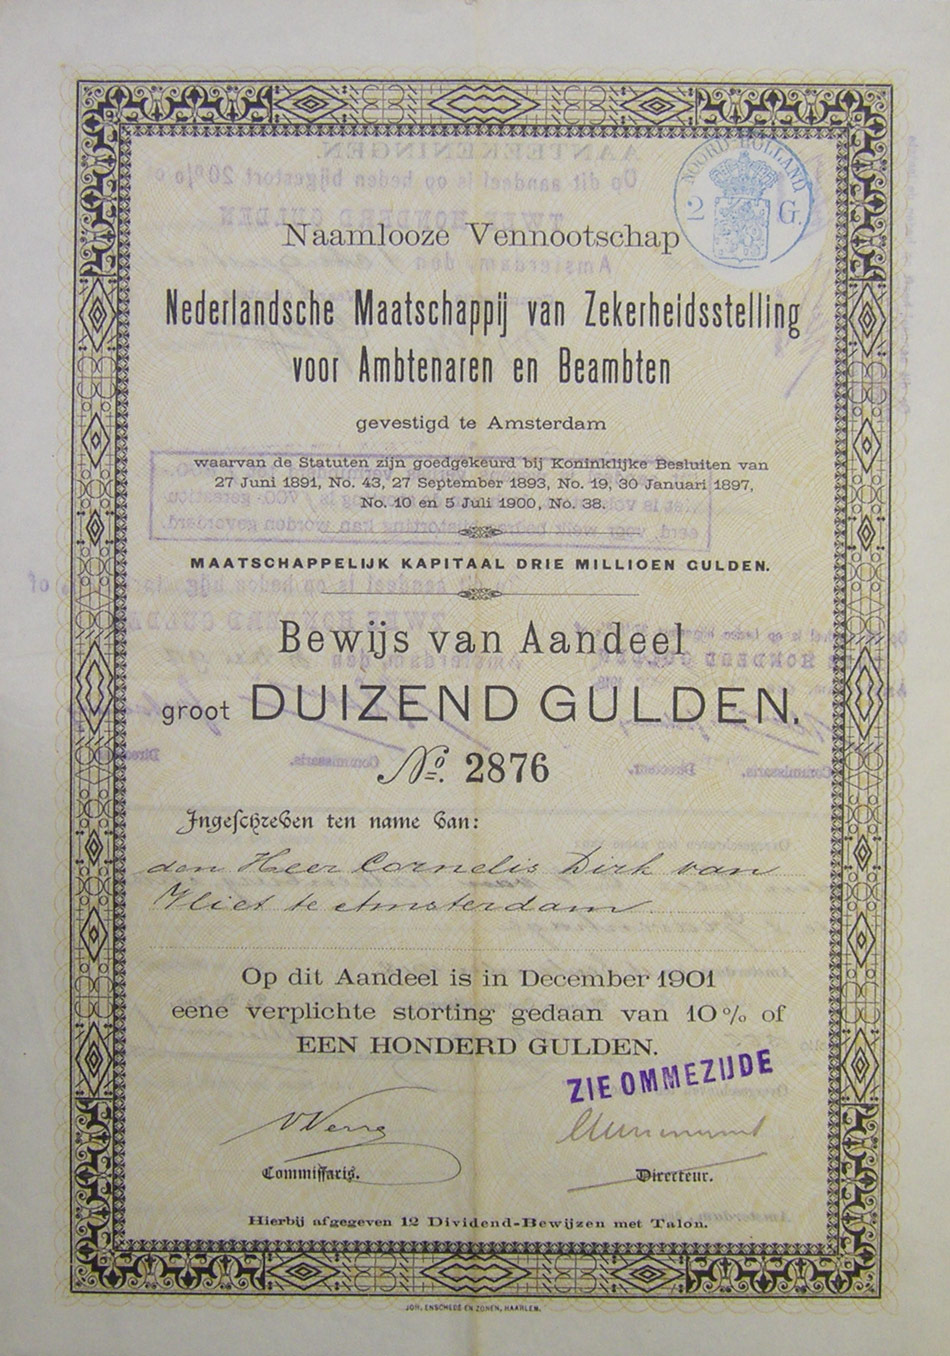 NOORD-HOLLAND
2 G.
Naamlooze Vennootschap
Nederlandsche Maatschappij van Zekerheidsstelling
voor Ambtenaren en Beambten
gevestigd te Amsterdam
waarvan de Statuten zijn goedgekeurd bij Koninklijke Besluiten van
27 Juni 1891, No. 43, 27 September 1893, No. 19, 30 Januari 1897,
No. 10 en 5 Juli 1900, No. 38.
MAATSCHAPPELIJK KAPITAAL DRIE MILLIOEN GULDEN.
Bewijs van Aandeel
groot DUIZEND GULDEN.
No. 2876
Ingeschreven ten name van:
den Heer Cornelis Dirk van
Vliet te Amsterdam
Op dit Aandeel is in December 1901
eene verplichte storting gedaan van 10% of
EEN HONDERD GULDEN.
ZIE OMMEZIJDE
Commissaris. Directeur.
Hierbij afgegeven 12 Dividend-Bewijzen met Talon.
JOH. ENSCHEDÉ EN ZONEN, HAARLEM.